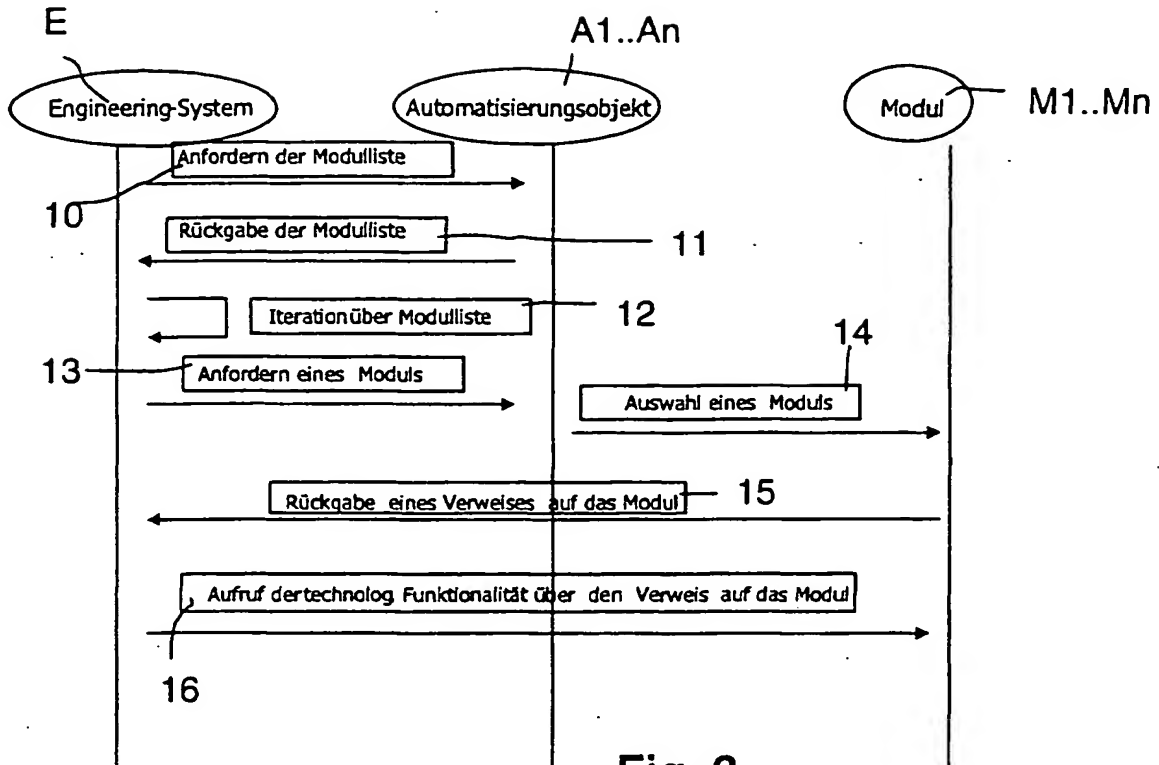 E
A1..An
Engineering-System
Automatisierungsobjekt
Modul
M1..Mn
Anfordern der Modulliste
10
Rückgabe der Modulliste
11
Iteration über Modulliste
12
13
Anfordern eines Moduls
14
Auswahl eines Moduls
Rückgabe eines Verweises auf das Modul
15
Aufruf dertechnolog Funktionalität über den Verweis auf das Modul
16